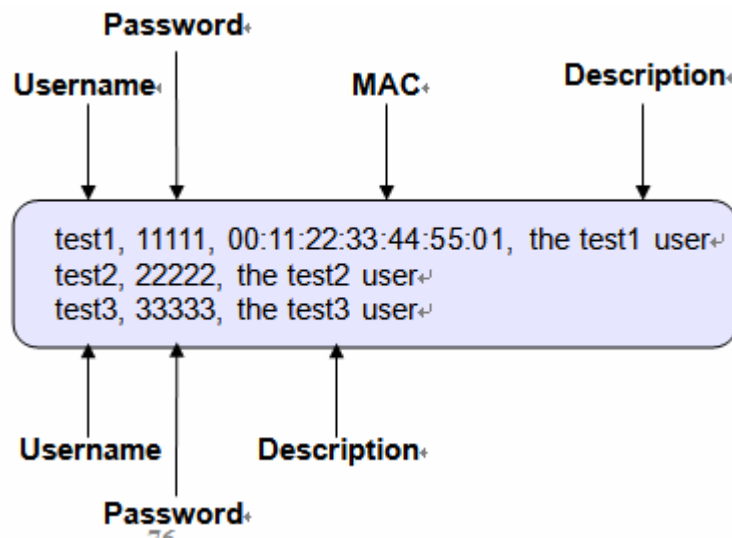 Password
Username
MAC
Description
test1, 11111, 00:11:22:33:44:55:01, the test1 user
test2, 22222, the test2 user
test3, 33333, the test3 user
Username
Description
Password